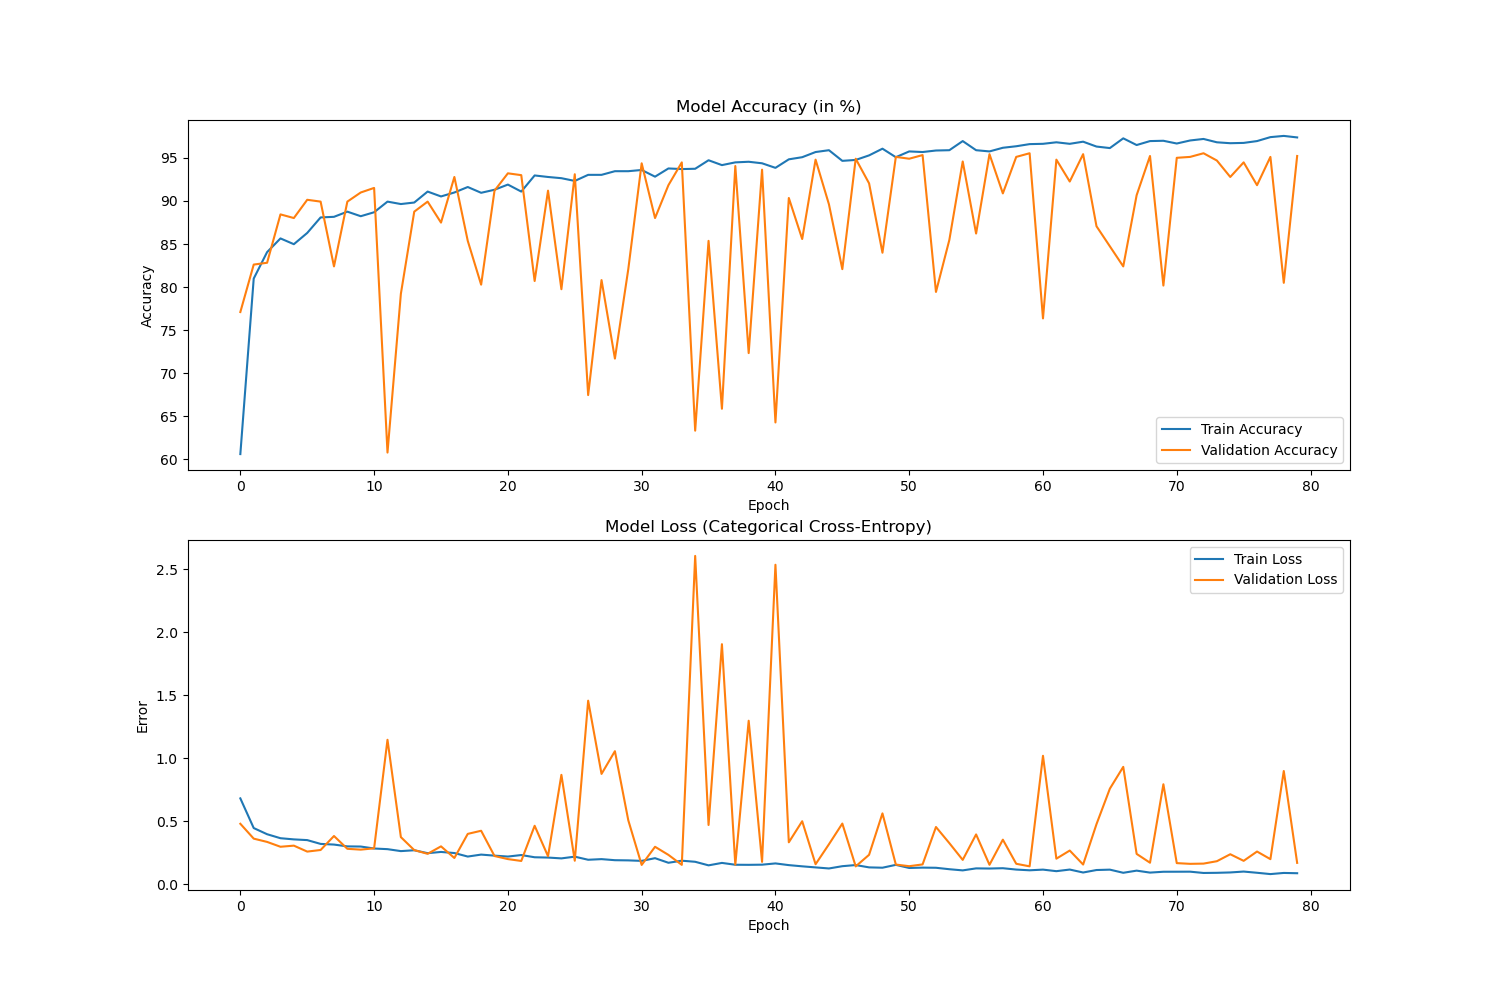 Model Accuracy (in %)
Accuracy
95
90
85
80
75
70
65
60
Train Accuracy
Validation Accuracy
0 10 20 30 40 50 60 70 80
Epoch
Model Loss (Categorical Cross-Entropy)
Error
2.5
2.0
1.5
1.0
0.5
0.0
Train Loss
Validation Loss
0 10 20 30 40 50 60 70 80
Epoch